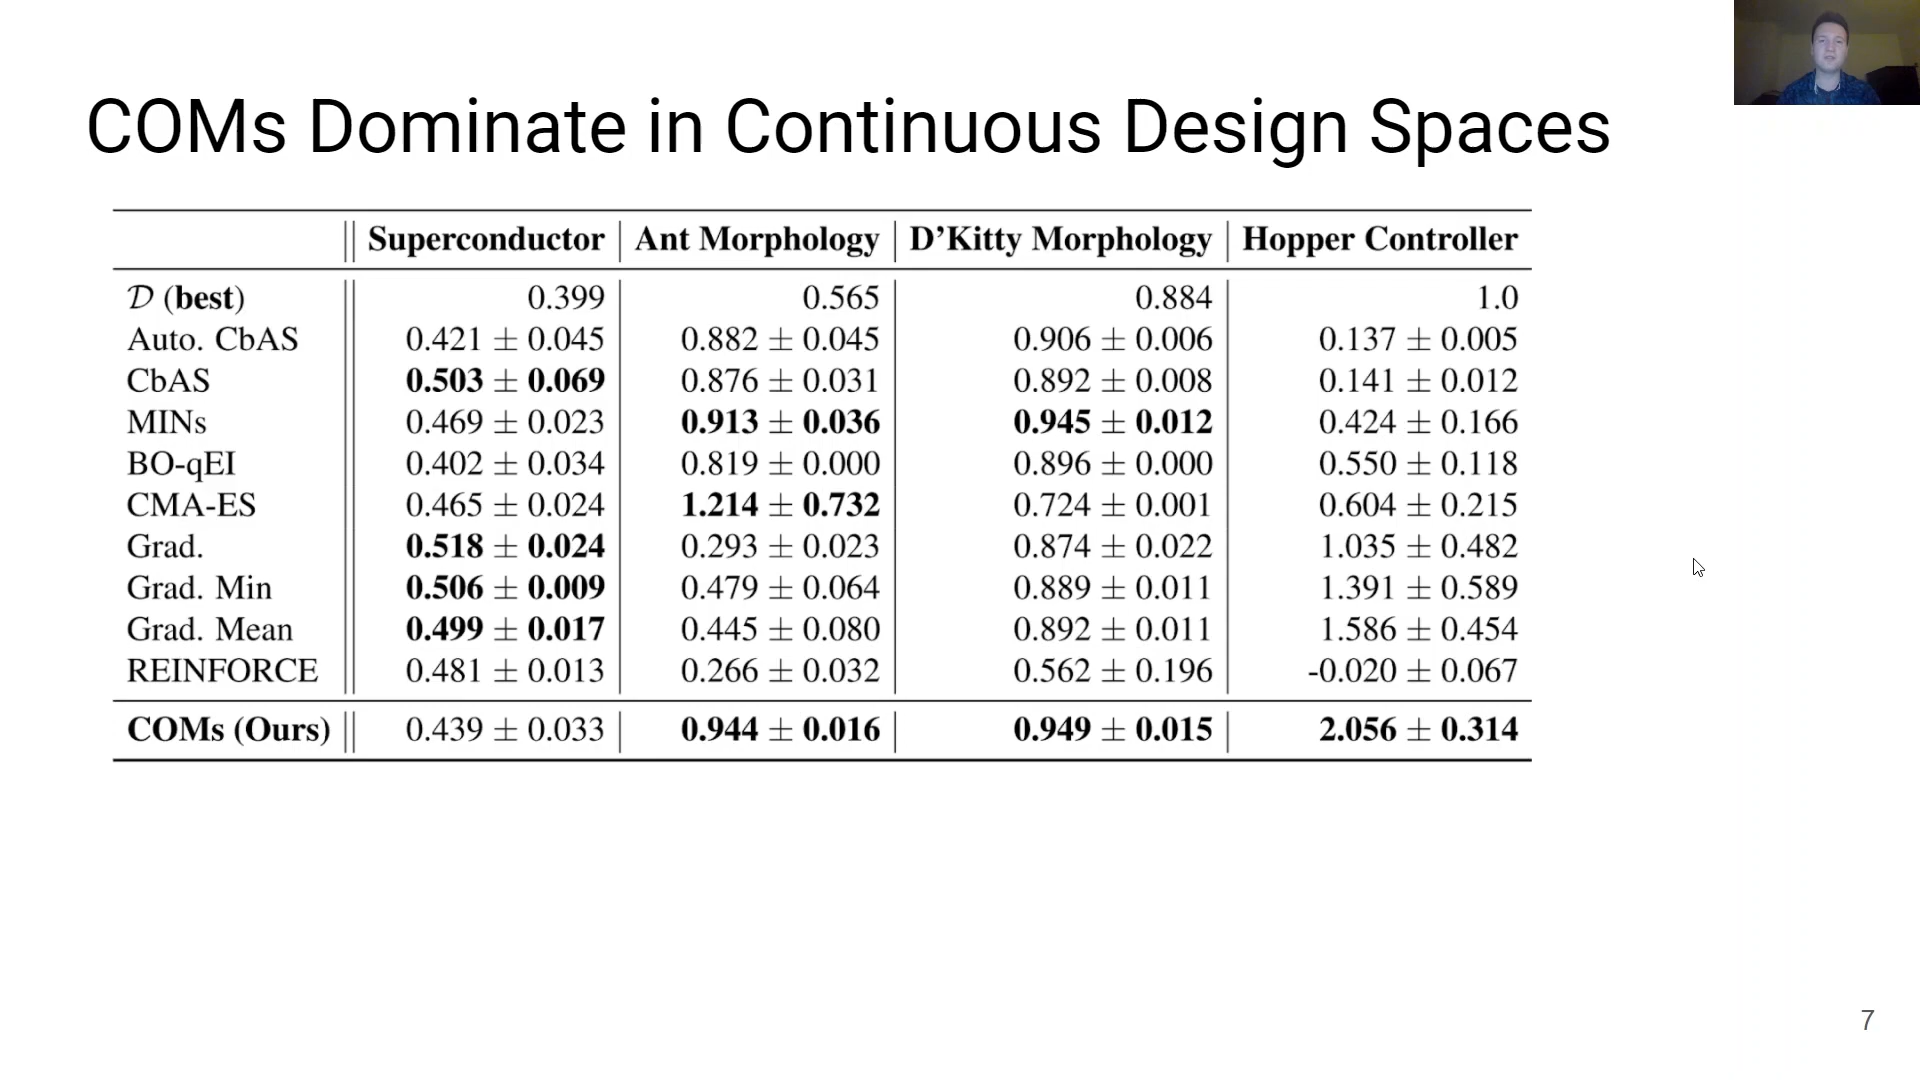 COMs Dominate in Continuous Design Spaces
Superconductor Ant Morphology D’Kitty Morphology Hopper Controller
𝒟 (best) 0.399 0.565 0.884 1.0
Auto. CbAS 0.421 ± 0.045 0.882 ± 0.045 0.906 ± 0.006 0.137 ± 0.005
CbAS 0.503 ± 0.069 0.876 ± 0.031 0.892 ± 0.008 0.141 ± 0.012
MINs 0.469 ± 0.023 0.913 ± 0.036 0.945 ± 0.012 0.424 ± 0.166
BO-qEI 0.402 ± 0.034 0.819 ± 0.000 0.896 ± 0.000 0.550 ± 0.118
CMA-ES 0.465 ± 0.024 1.214 ± 0.732 0.724 ± 0.001 0.604 ± 0.215
Grad. 0.518 ± 0.024 0.293 ± 0.023 0.874 ± 0.022 1.035 ± 0.482
Grad. Min 0.506 ± 0.009 0.479 ± 0.064 0.889 ± 0.011 1.391 ± 0.589
Grad. Mean 0.499 ± 0.017 0.445 ± 0.080 0.892 ± 0.011 1.586 ± 0.454
REINFORCE 0.481 ± 0.013 0.266 ± 0.032 0.562 ± 0.196 -0.020 ± 0.067
COMs (Ours) 0.439 ± 0.033 0.944 ± 0.016 0.949 ± 0.015 2.056 ± 0.314
7